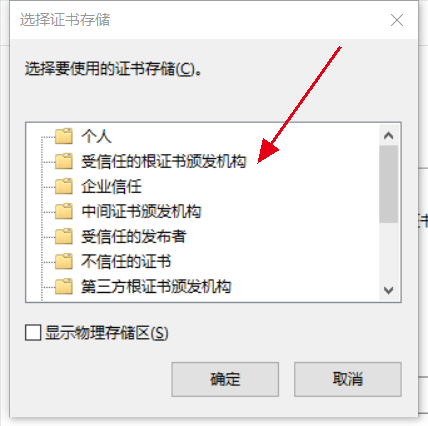 选择证书存储
选择要使用的证书存储(C)。
个人
受信任的根证书颁发机构
企业信任
中间证书颁发机构
受信任的发布者
不信任的证书
第三方根证书颁发机构
显示物理存储区(S)
确定
取消